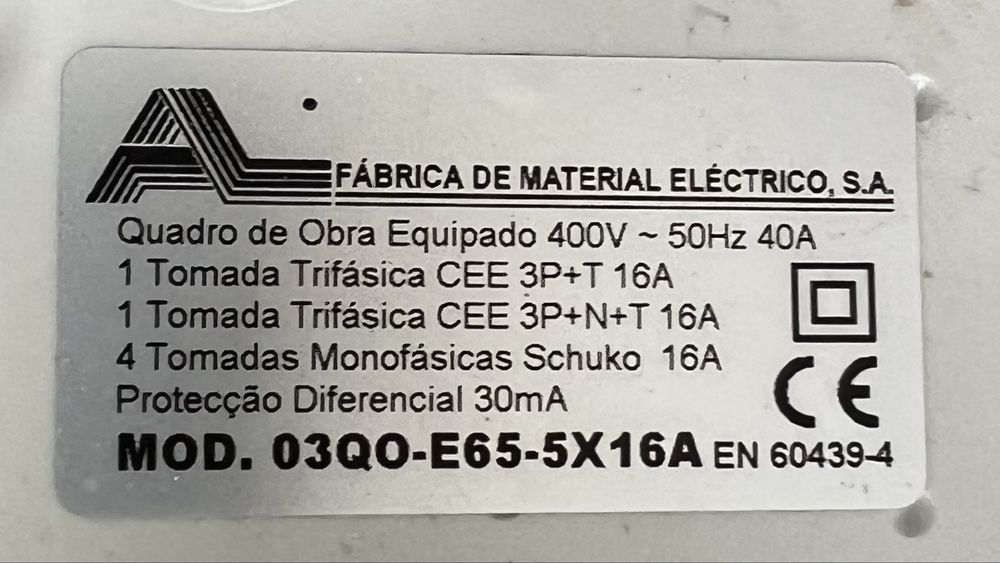 AL
FÁBRICA DE MATERIAL ELÉCTRICO, S.A.
Quadro de Obra Equipado 400V ~ 50Hz 40A
1 Tomada Trifásica CEE 3P+T 16A
1 Tomada Trifásica CEE 3P+N+T 16A
4 Tomadas Monofásicas Schuko 16A
Protecção Diferencial 30mA
CE
MOD. 03QO-E65-5X16A EN 60439-4